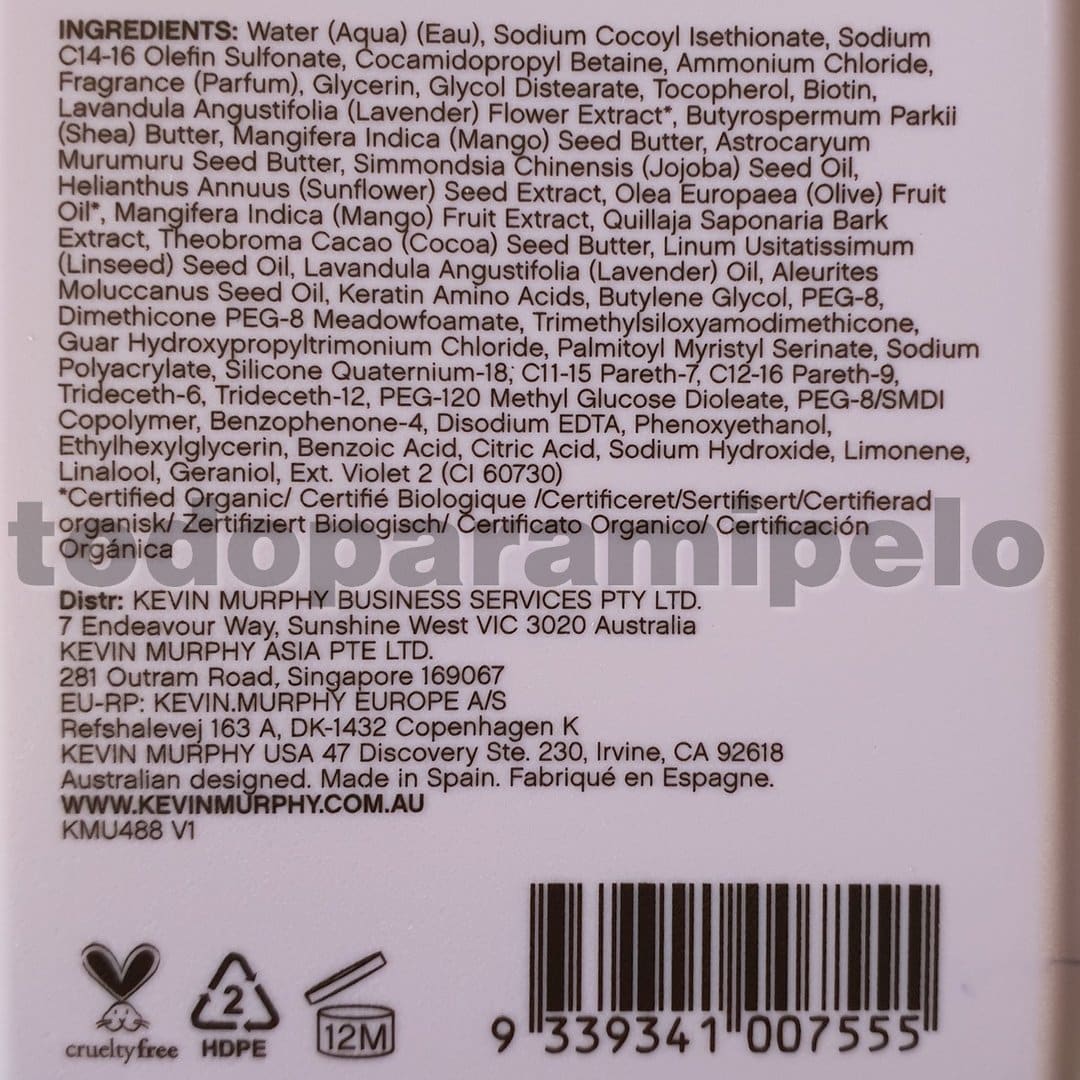 INGREDIENTS: Water (Aqua) (Eau), Sodium Cocoyl Isethionate, Sodium
C14-16 Olefin Sulfonate, Cocamidopropyl Betaine, Ammonium Chloride,
Fragrance (Parfum), Glycerin, Glycol Distearate, Tocopherol, Biotin,
Lavandula Angustifolia (Lavender) Flower Extract*, Butyrospermum Parkii
(Shea) Butter, Mangifera Indica (Mango) Seed Butter, Astrocaryum
Murumuru Seed Butter, Simmondsia Chinensis (Jojoba) Seed Oil,
Helianthus Annuus (Sunflower) Seed Extract, Olea Europaea (Olive) Fruit
Oil*, Mangifera Indica (Mango) Fruit Extract, Quillaja Saponaria Bark
Extract, Theobroma Cacao (Cocoa) Seed Butter, Linum Usitatissimum
(Linseed) Seed Oil, Lavandula Angustifolia (Lavender) Oil, Aleurites
Moluccanus Seed Oil, Keratin Amino Acids, Butylene Glycol, PEG-8,
Dimethicone PEG-8 Meadowfoamate, Trimethylsiloxyamodimethicone,
Guar Hydroxypropyltrimonium Chloride, Palmitoyl Myristyl Serinate, Sodium
Polyacrylate, Silicone Quaternium-18, C11-15 Pareth-7, C12-16 Pareth-9,
Trideceth-6, Trideceth-12, PEG-120 Methyl Glucose Dioleate, PEG-8/SMDI
Copolymer, Benzophenone-4, Disodium EDTA, Phenoxyethanol,
Ethylhexylglycerin, Benzoic Acid, Citric Acid, Sodium Hydroxide, Limonene,
Linalool, Geraniol, Ext. Violet 2 (CI 60730)
*Certified Organic/ Certifié Biologique /Certificeret/Sertifisert/Certifierad
organisk/ Zertifiziert Biologisch/ Certificato Organico/ Certificación
Orgánica
todoparamipelo
Distr: KEVIN MURPHY BUSINESS SERVICES PTY LTD.
7 Endeavour Way, Sunshine West VIC 3020 Australia
KEVIN MURPHY ASIA PTE LTD.
281 Outram Road, Singapore 169067
EU-RP: KEVIN.MURPHY EUROPE A/S
Refshalevej 163 A, DK-1432 Copenhagen K
KEVIN MURPHY USA 47 Discovery Ste. 230, Irvine, CA 92618
Australian designed. Made in Spain. Fabriqué en Espagne.
WWW.KEVINMURPHY.COM.AU
KMU488 V1
crueltyfree
2
HDPE
12M
9 339341 007555